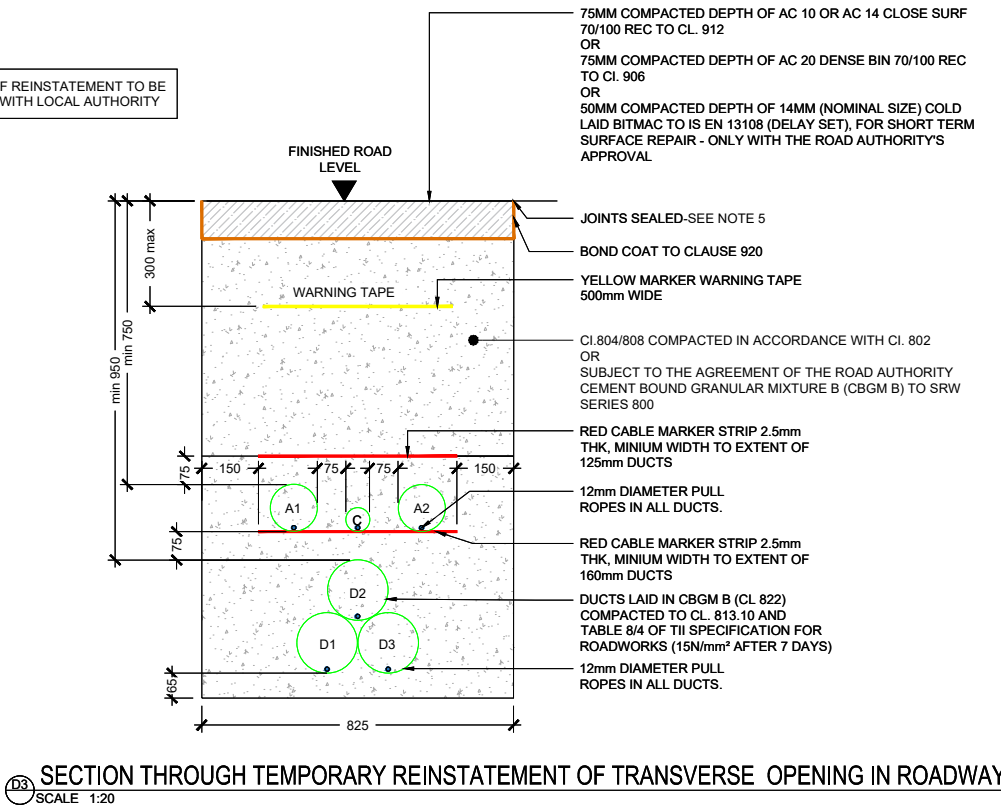 75MM COMPACTED DEPTH OF AC 10 OR AC 14 CLOSE SURF
70/100 REC TO CL. 912
OR
75MM COMPACTED DEPTH OF AC 20 DENSE BIN 70/100 REC
TO Cl. 906
OR
50MM COMPACTED DEPTH OF 14MM (NOMINAL SIZE) COLD
LAID BITMAC TO IS EN 13108 (DELAY SET), FOR SHORT TERM
SURFACE REPAIR - ONLY WITH THE ROAD AUTHORITY'S
APPROVAL
F REINSTATEMENT TO BE
WITH LOCAL AUTHORITY
FINISHED ROAD
LEVEL
JOINTS SEALED-SEE NOTE 5
BOND COAT TO CLAUSE 920
YELLOW MARKER WARNING TAPE
500mm WIDE
WARNING TAPE
300 max
min 750
min 950
Cl.804/808 COMPACTED IN ACCORDANCE WITH Cl. 802
OR
SUBJECT TO THE AGREEMENT OF THE ROAD AUTHORITY
CEMENT BOUND GRANULAR MIXTURE B (CBGM B) TO SRW
SERIES 800
RED CABLE MARKER STRIP 2.5mm
THK, MINIUM WIDTH TO EXTENT OF
125mm DUCTS
75
150
75
75
150
A1
C
A2
12mm DIAMETER PULL
ROPES IN ALL DUCTS.
75
RED CABLE MARKER STRIP 2.5mm
THK, MINIUM WIDTH TO EXTENT OF
160mm DUCTS
D2
D1
D3
DUCTS LAID IN CBGM B (CL 822)
COMPACTED TO CL. 813.10 AND
TABLE 8/4 OF TII SPECIFICATION FOR
ROADWORKS (15N/mm² AFTER 7 DAYS)
12mm DIAMETER PULL
ROPES IN ALL DUCTS.
65
825
D3
SECTION THROUGH TEMPORARY REINSTATEMENT OF TRANSVERSE OPENING IN ROADWAY
SCALE 1:20